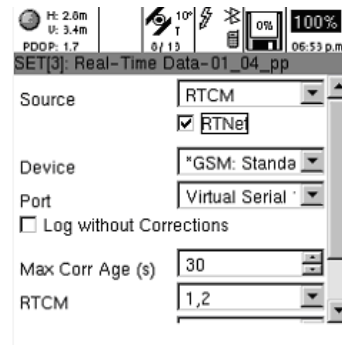 H: 2.8m
V: 3.4m
PDOP: 1.7
10°
8/13
0%
100%
06:53 p.m
SET[3]: Real-Time Data-01_04_pp
Source
RTCM
RTNet
Device
*GSM: Standa
Port
Virtual Serial
Log without Corrections
Max Corr Age (s)
30
RTCM
1,2